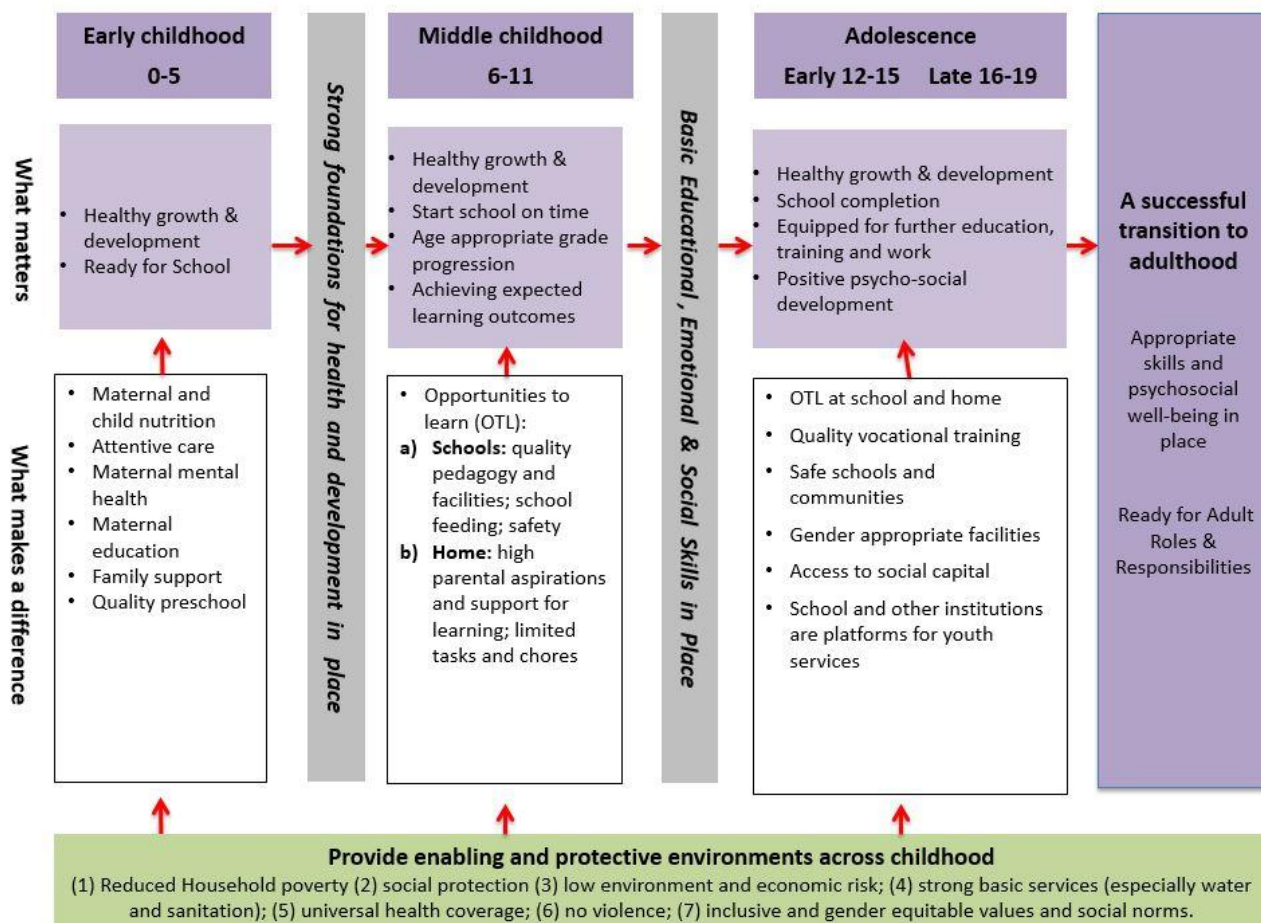 Early childhood
0-5
Strong foundations for health and development in place
Middle childhood
6-11
Basic Educational , Emotional & Social Skills in Place
Adolescence
Early 12-15 Late 16-19
What matters
• Healthy growth &
development
• Ready for School
• Healthy growth &
development
• Start school on time
• Age appropriate grade
progression
• Achieving expected
learning outcomes
• Healthy growth & development
• School completion
• Equipped for further education,
training and work
• Positive psycho-social
development
A successful
transition to
adulthood
Appropriate
skills and
psychosocial
well-being in
place
Ready for Adult
Roles &
Responsibilities
What makes a difference
• Maternal and
child nutrition
• Attentive care
• Maternal mental
health
• Maternal
education
• Family support
• Quality preschool
• Opportunities to
learn (OTL):
a) Schools: quality
pedagogy and
facilities; school
feeding; safety
b) Home: high
parental aspirations
and support for
learning; limited
tasks and chores
• OTL at school and home
• Quality vocational training
• Safe schools and
communities
• Gender appropriate facilities
• Access to social capital
• School and other institutions
are platforms for youth
services
Provide enabling and protective environments across childhood
(1) Reduced Household poverty (2) social protection (3) low environment and economic risk; (4) strong basic services (especially water
and sanitation); (5) universal health coverage; (6) no violence; (7) inclusive and gender equitable values and social norms.